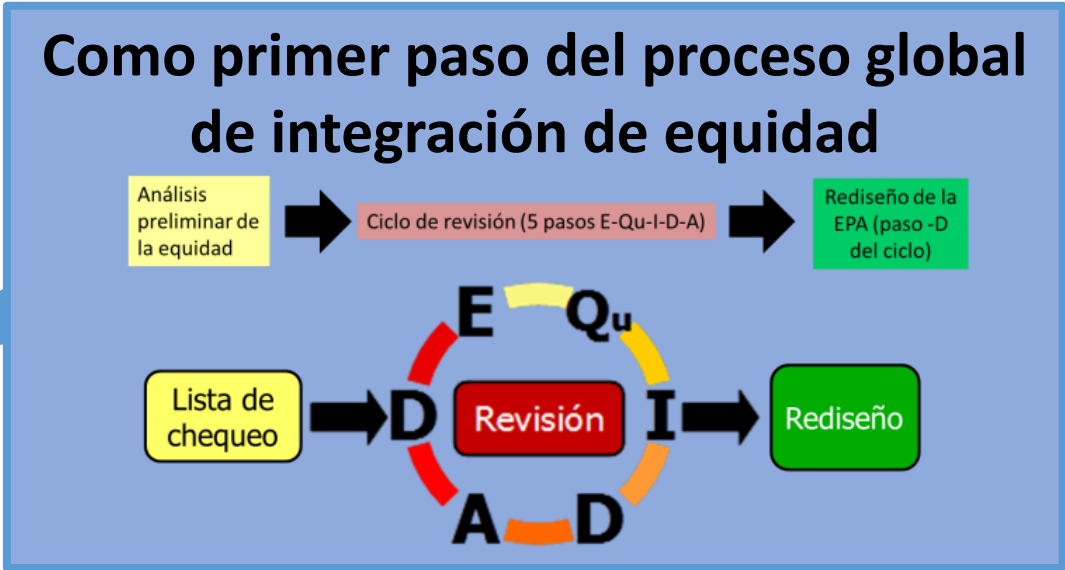 Como primer paso del proceso global
de integración de equidad
Análisis
preliminar de
la equidad
Ciclo de revisión (5 pasos E-Qu-I-D-A)
Rediseño de la
EPA (paso -D
del ciclo)
E
Qu
I
D
A
D
Lista de
chequeo
Revisión
Rediseño